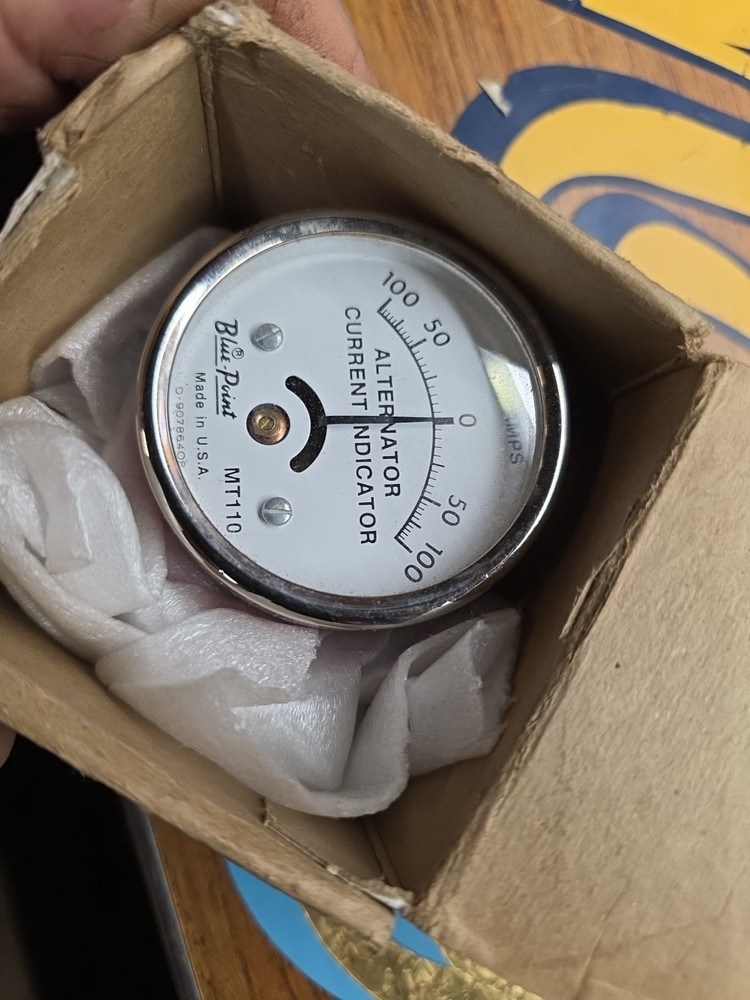 AMPS
100 50 0 50 100
ALTERNATOR
CURRENT INDICATOR
Blue-Point®
Made in U.S.A.
MT110